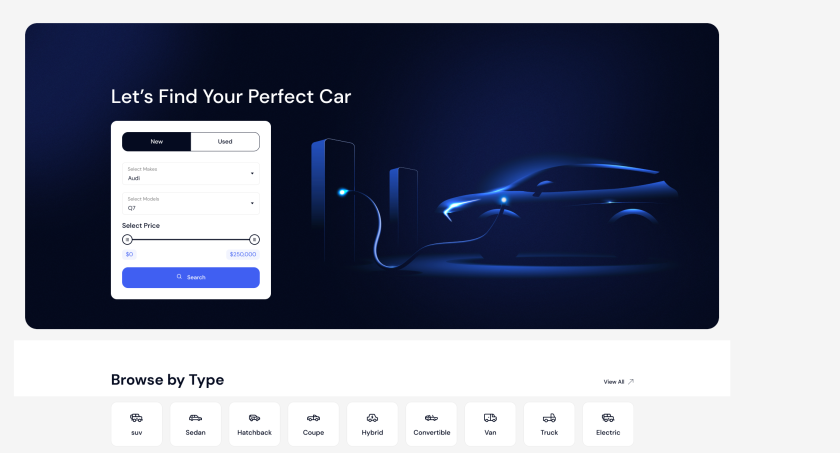 Let's Find Your Perfect Car
New Used
Select Makes
Audi
Select Models
Q7
Select Price
$0 $250,000
Search
Browse by Type
View All
suv Sedan Hatchback Coupe Hybrid Convertible Van Truck Electric